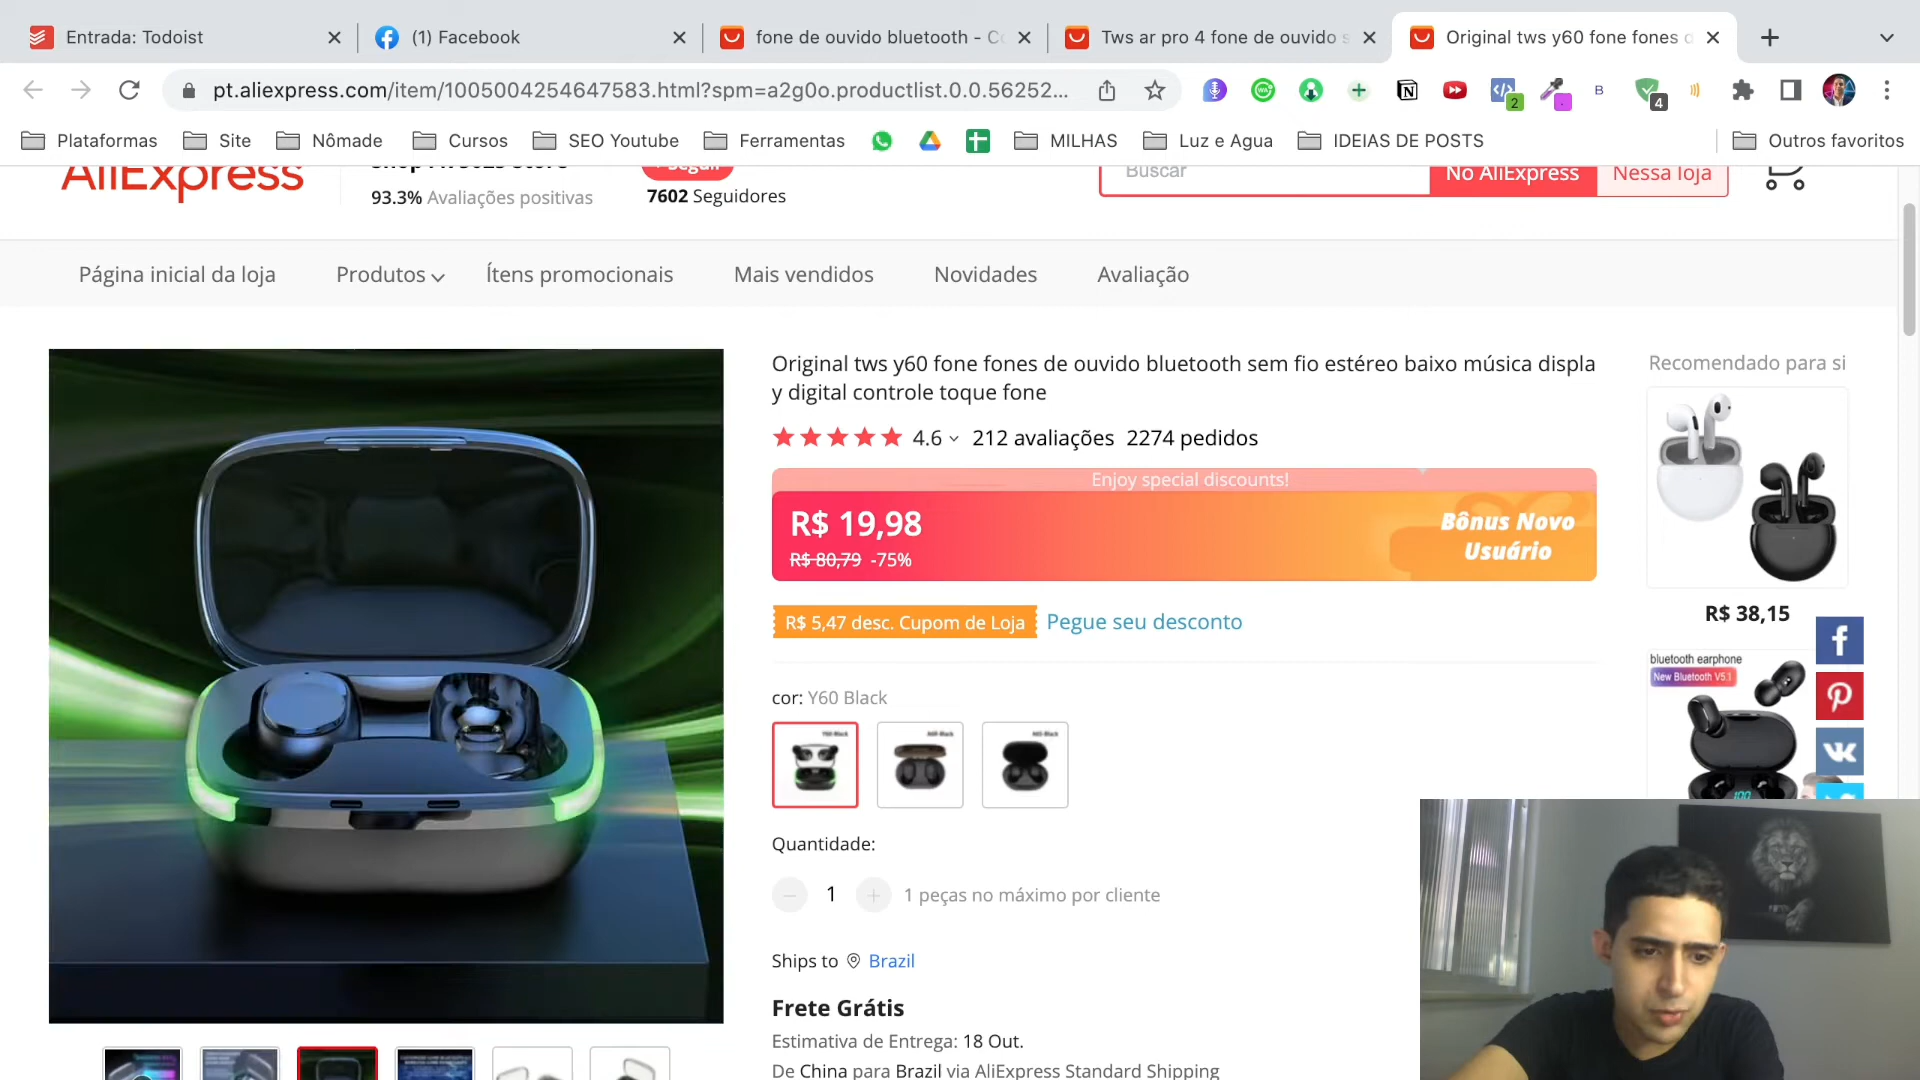 Entrada: Todoist
(1) Facebook
fone de ouvido bluetooth - Co
Tws ar pro 4 fone de ouvido s
Original tws y60 fone fones o
pt.aliexpress.com/item/1005004254647583.html?spm=a2g0o.productlist.0.0.56252...
2
B
4
Plataformas
Site
Nômade
Cursos
SEO Youtube
Ferramentas
MILHAS
Luz e Agua
IDEIAS DE POSTS
Outros favoritos
AliExpress
93.3% Avaliações positivas
+ Seguir
7602 Seguidores
Buscar
No AliExpress
Nessa loja
Página inicial da loja
Produtos
Ítens promocionais
Mais vendidos
Novidades
Avaliação
Original tws y60 fone fones de ouvido bluetooth sem fio estéreo baixo música displa
y digital controle toque fone
4.6
212 avaliações
2274 pedidos
Enjoy special discounts!
R$ 19,98
R$ 80,79 -75%
Bônus Novo
Usuário
R$ 5,47 desc. Cupom de Loja
Pegue seu desconto
cor: Y60 Black
Quantidade:
1
1 peças no máximo por cliente
Ships to
Brazil
Frete Grátis
Estimativa de Entrega: 18 Out.
De China para Brazil via AliExpress Standard Shipping
Recomendado para si
R$ 38,15
bluetooth earphone
New Bluetooth V5.1